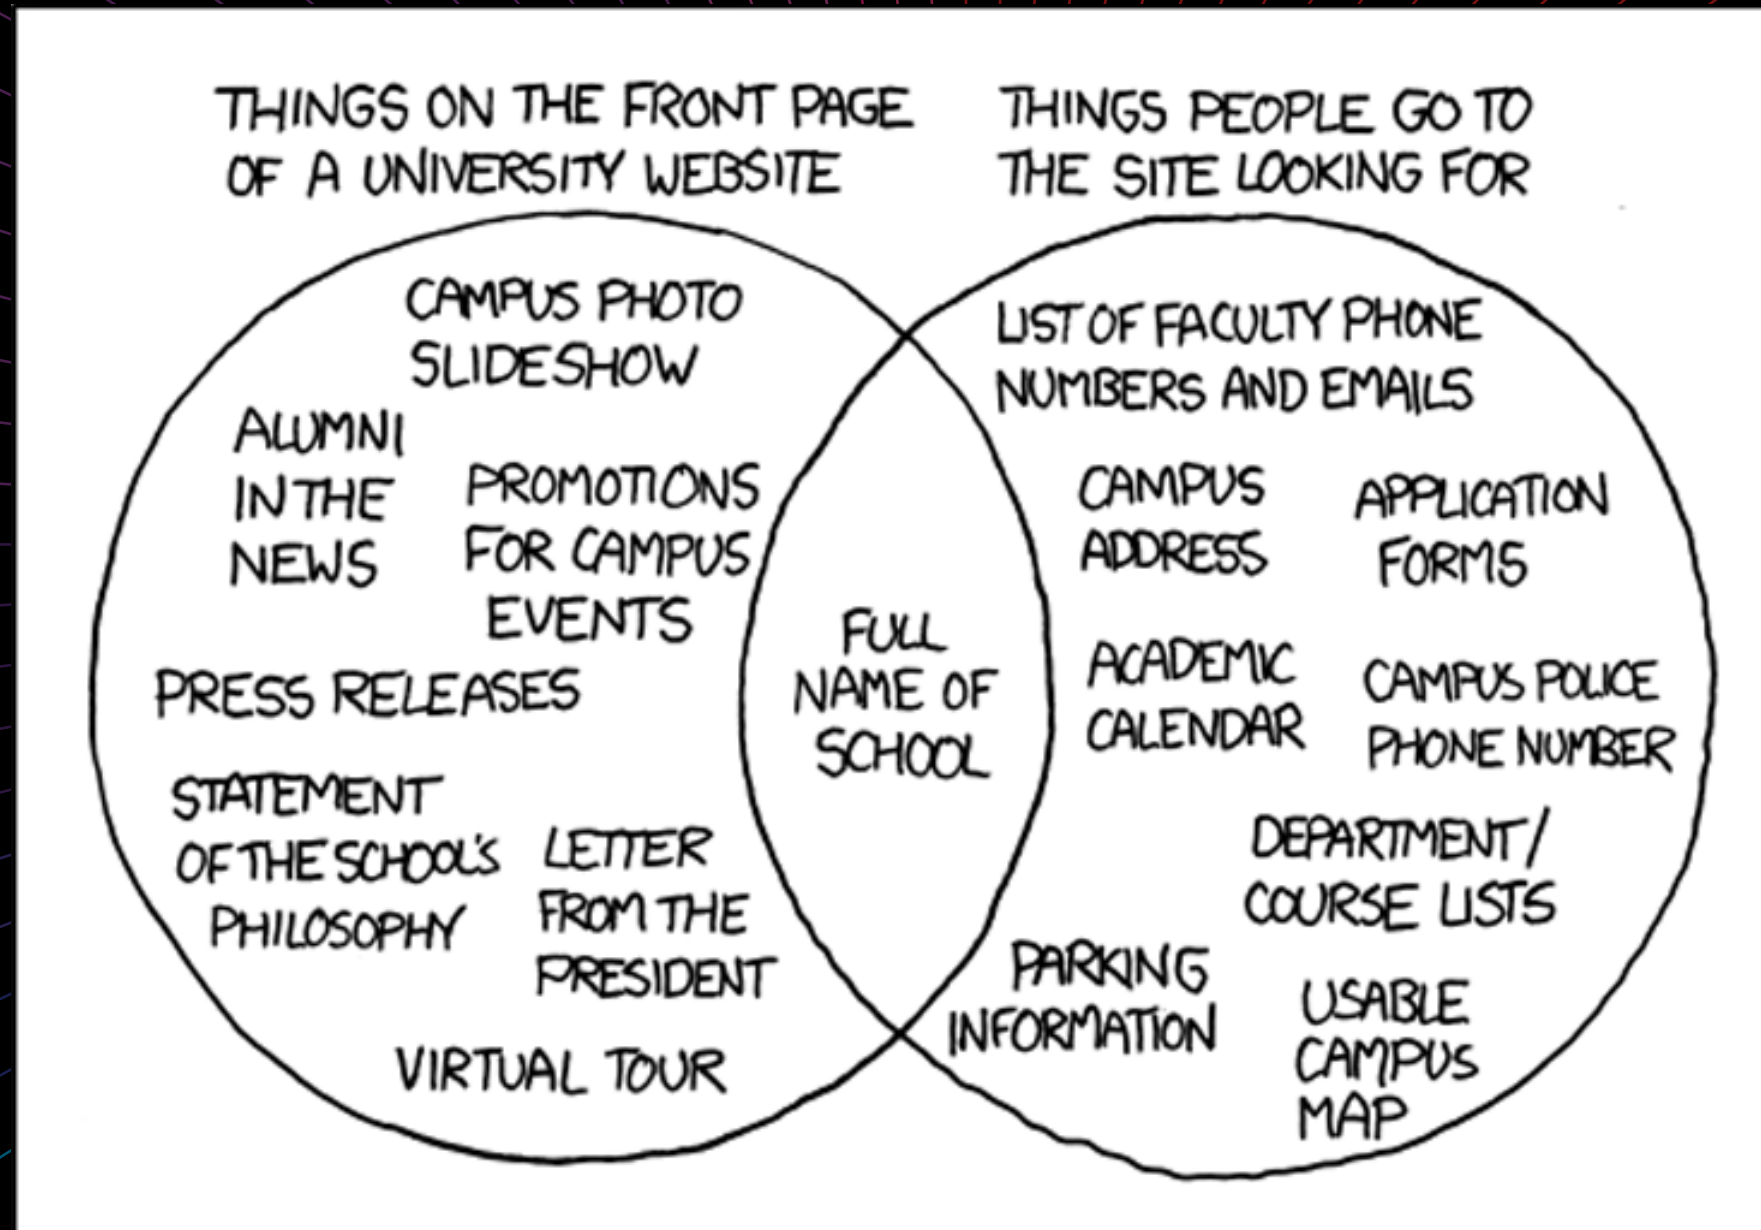 THINGS ON THE FRONT PAGE
OF A UNIVERSITY WEBSITE
THINGS PEOPLE GO TO
THE SITE LOOKING FOR
CAMPUS PHOTO
SLIDESHOW
ALUMNI
IN THE
NEWS
PROMOTIONS
FOR CAMPUS
EVENTS
PRESS RELEASES
STATEMENT
OF THE SCHOOL'S
PHILOSOPHY
LETTER
FROM THE
PRESIDENT
VIRTUAL TOUR
FULL
NAME OF
SCHOOL
LIST OF FACULTY PHONE
NUMBERS AND EMAILS
CAMPUS
ADDRESS
APPLICATION
FORMS
ACADEMIC
CALENDAR
CAMPUS POLICE
PHONE NUMBER
DEPARTMENT/
COURSE LISTS
PARKING
INFORMATION
USABLE
CAMPUS
MAP